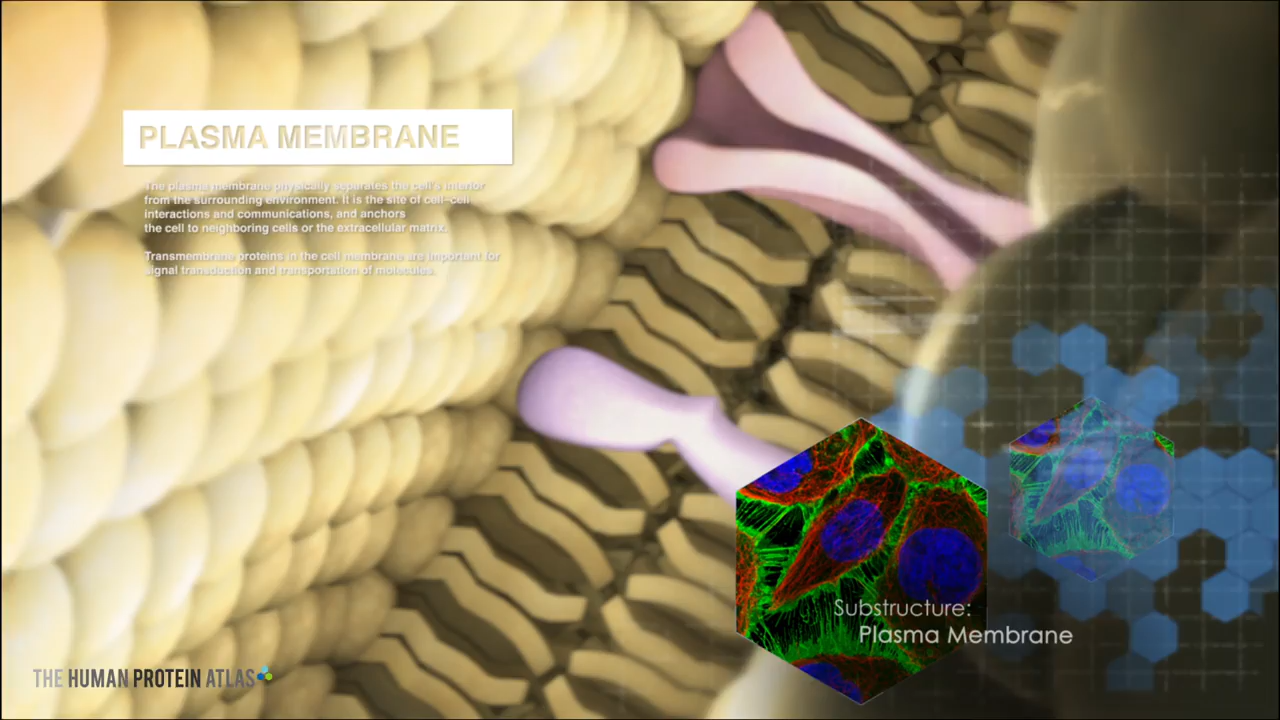 PLASMA MEMBRANE
The plasma membrane physically separates the cell's interior
from the surrounding environment. It is the site of cell-cell
interactions and communications, and anchors
the cell to neighboring cells or the extracellular matrix.
Transmembrane proteins in the cell membrane are important for
signal transduction and transportation of molecules.
Substructure:
Plasma Membrane
THE HUMAN PROTEIN ATLAS